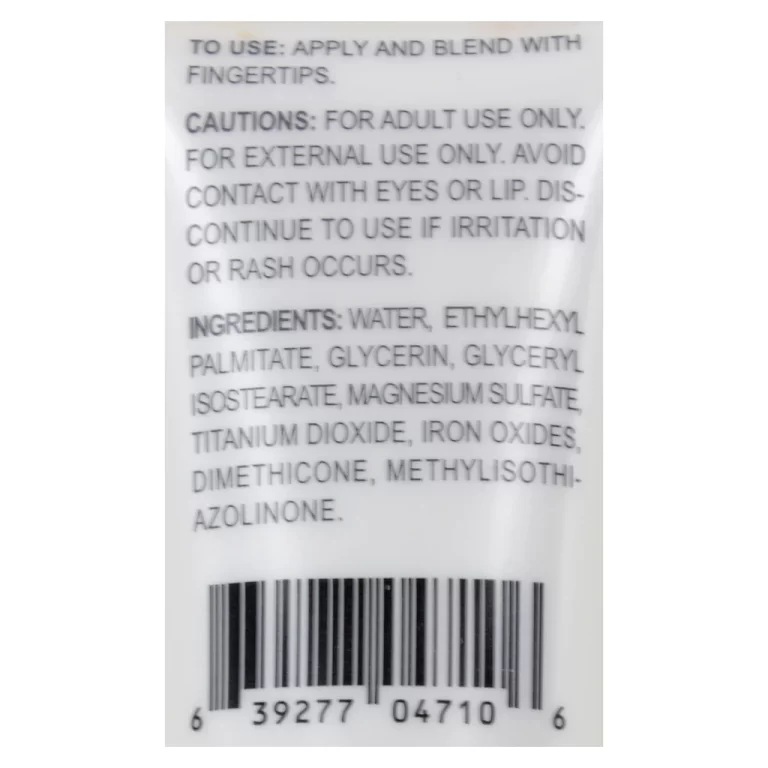 TO USE: APPLY AND BLEND WITH
FINGERTIPS.
CAUTIONS: FOR ADULT USE ONLY.
FOR EXTERNAL USE ONLY. AVOID
CONTACT WITH EYES OR LIP. DIS-
CONTINUE TO USE IF IRRITATION
OR RASH OCCURS.
INGREDIENTS: WATER, ETHYLHEXYL
PALMITATE, GLYCERIN, GLYCERYL
ISOSTEARATE, MAGNESIUM SULFATE,
TITANIUM DIOXIDE, IRON OXIDES,
DIMETHICONE, METHYLISOTHI-
AZOLINONE.
6 39277 04710 6